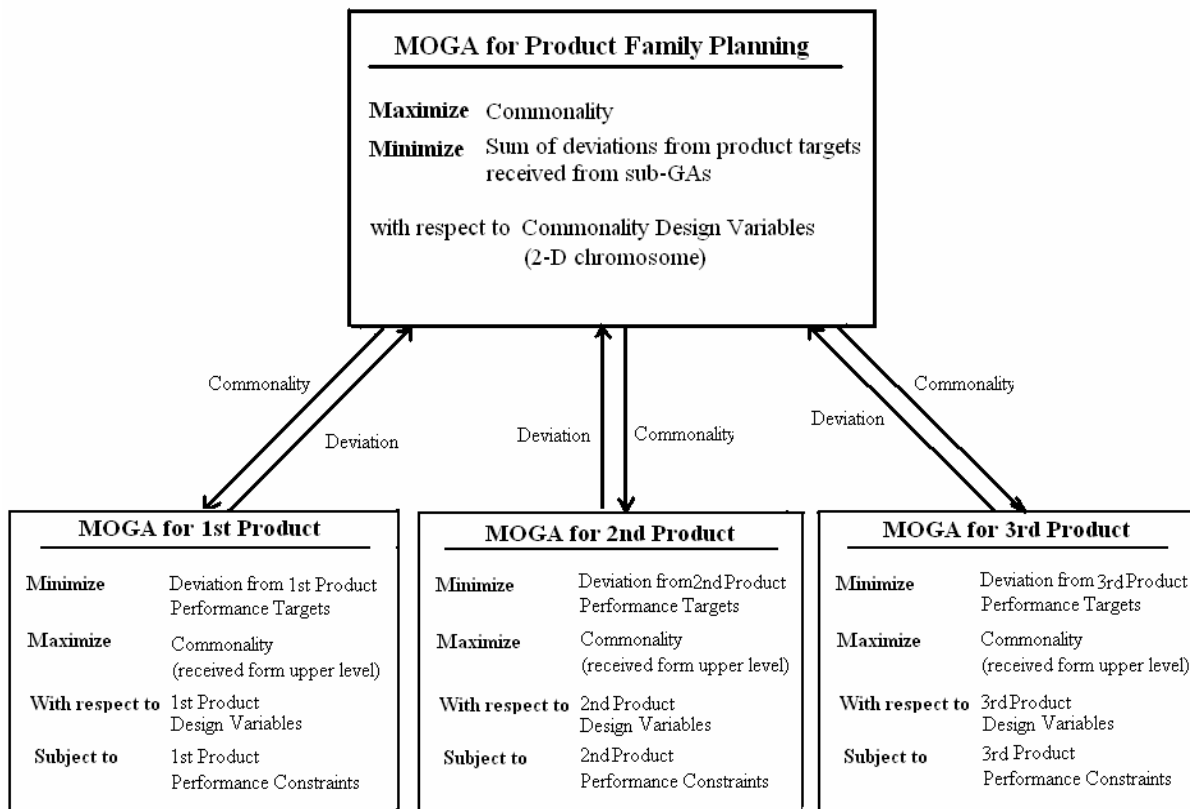 MOGA for Product Family Planning
Maximize Commonality
Minimize Sum of deviations from product targets
received from sub-GAs
with respect to Commonality Design Variables
(2-D chromosome)
Commonality
Deviation
Deviation
Commonality
Commonality
Deviation
MOGA for 1st Product
Minimize Deviation from 1st Product
Performance Targets
Maximize Commonality
(received form upper level)
With respect to 1st Product
Design Variables
Subject to 1st Product
Performance Constraints
MOGA for 2nd Product
Minimize Deviation from 2nd Product
Performance Targets
Maximize Commonality
(received form upper level)
With respect to 2nd Product
Design Variables
Subject to 2nd Product
Performance Constraints
MOGA for 3rd Product
Minimize Deviation from 3rd Product
Performance Targets
Maximize Commonality
(received form upper level)
With respect to 3rd Product
Design Variables
Subject to 3rd Product
Performance Constraints